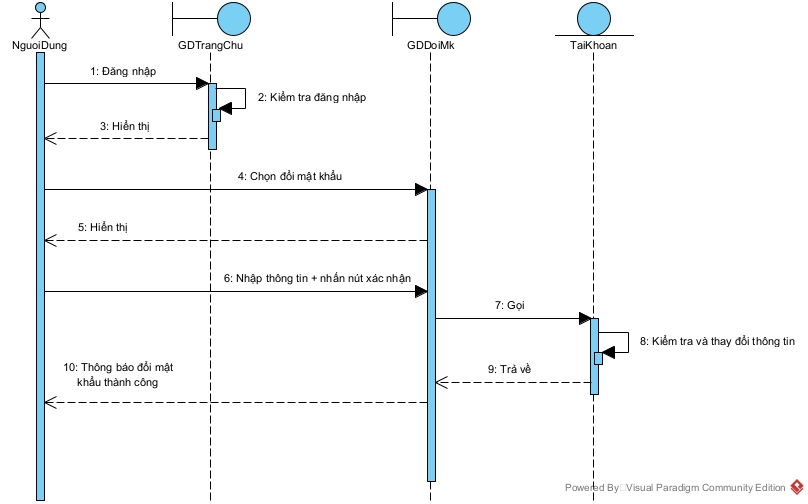 NguoiDung
GDTrangChu
GDDoiMk
TaiKhoan
1: Đăng nhập
2: Kiểm tra đăng nhập
3: Hiển thị
4: Chọn đổi mật khẩu
5: Hiển thị
6: Nhập thông tin + nhấn nút xác nhận
7: Gọi
8: Kiểm tra và thay đổi thông tin
9: Trả về
10: Thông báo đổi mật
khẩu thành công
Powered By Visual Paradigm Community Edition